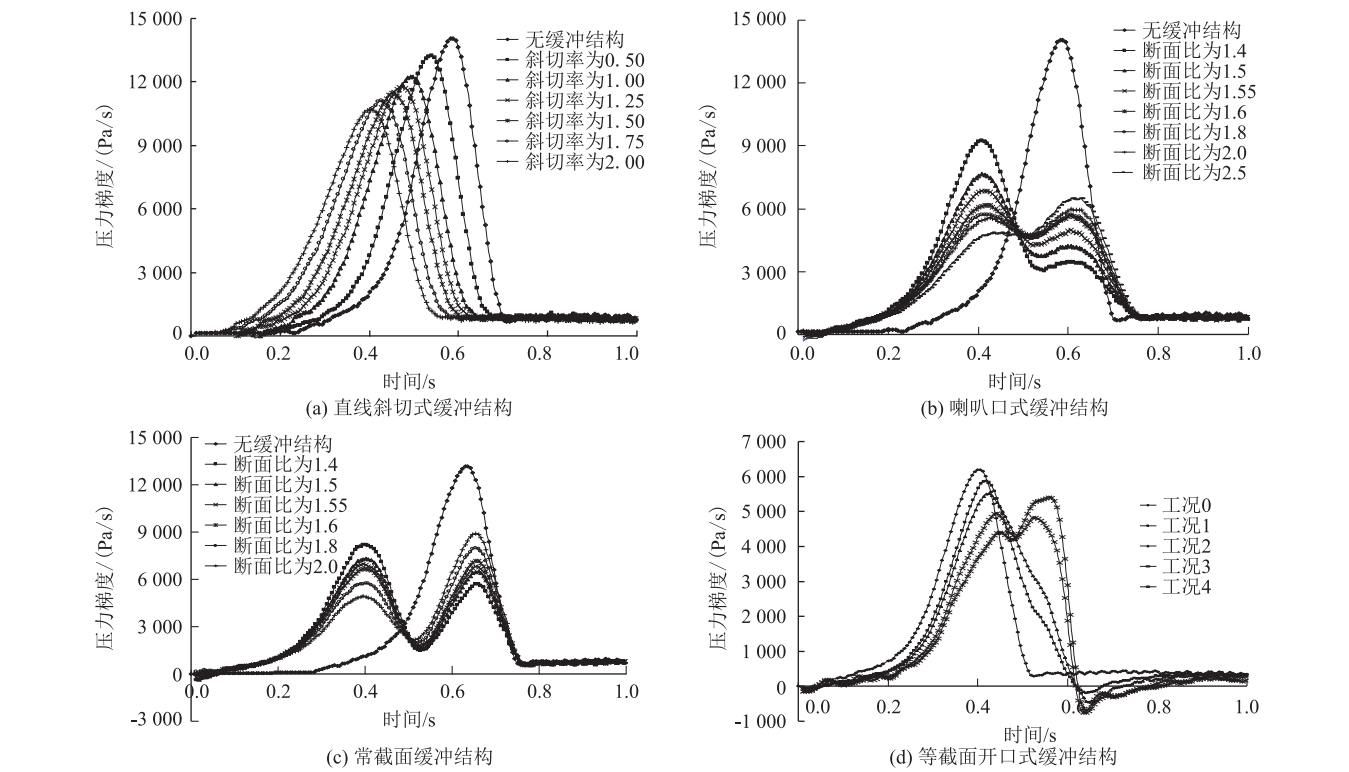 15 000
12 000
9 000
6 000
3 000
0
压力梯度/(Pa/s)
无缓冲结构
斜切率为0.50
斜切率为1.00
斜切率为1.25
斜切率为1.50
斜切率为1.75
斜切率为2.00
0.0 0.2 0.4 0.6 0.8 1.0
时间/s
(a) 直线斜切式缓冲结构
15 000
12 000
9 000
6 000
3 000
0
压力梯度/(Pa/s)
无缓冲结构
断面比为1.4
断面比为1.5
断面比为1.55
断面比为1.6
断面比为1.8
断面比为2.0
断面比为2.5
0.0 0.2 0.4 0.6 0.8 1.0
时间/s
(b) 喇叭口式缓冲结构
15 000
12 000
9 000
6 000
3 000
0
-3 000
压力梯度/(Pa/s)
无缓冲结构
断面比为1.4
断面比为1.5
断面比为1.55
断面比为1.6
断面比为1.8
断面比为2.0
0.0 0.2 0.4 0.6 0.8 1.0
时间/s
(c) 常截面缓冲结构
7 000
6 000
5 000
4 000
3 000
2 000
1 000
0
-1 000
压力梯度/(Pa/s)
工况0
工况1
工况2
工况3
工况4
0.0 0.2 0.4 0.6 0.8 1.0
时间/s
(d) 等截面开口式缓冲结构